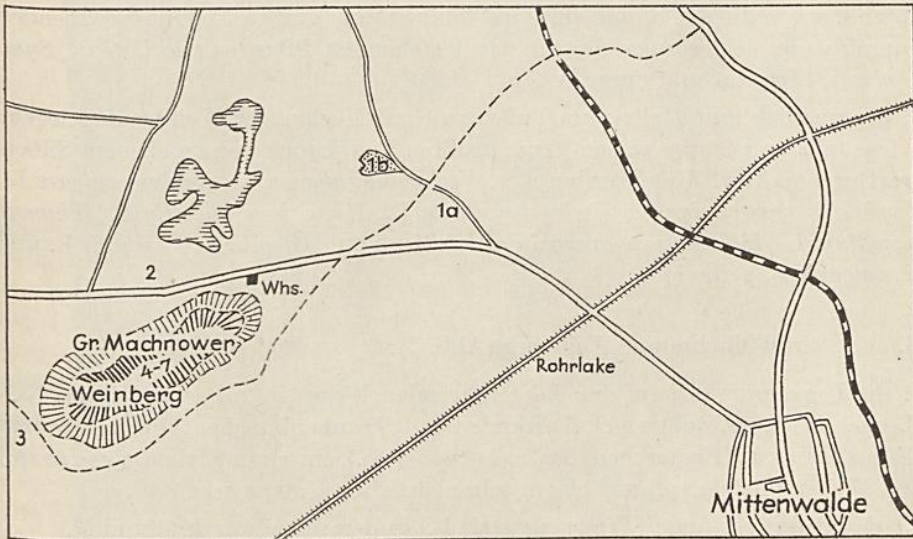 1b
1a
2
Whs.
Gr. Machnower
4-7
Weinberg
Rohrlake
3
Mittenwalde